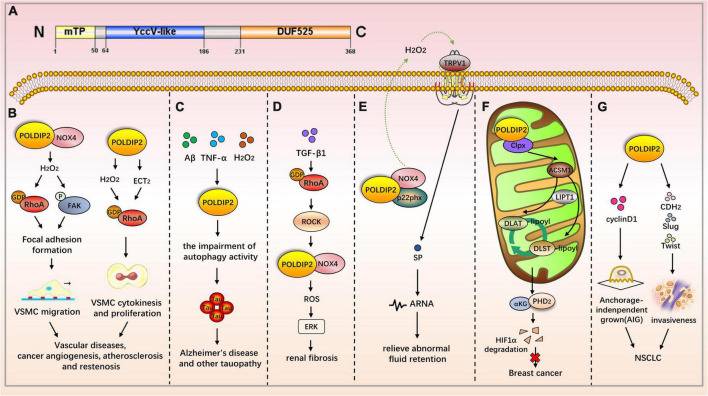 A
N
mTP
YccV-like
DUF525
C
1
50
64
186
231
368
H2O2
TRPV1
B
POLDIP2
NOX4
POLDIP2
H2O2
H2O2
ECT2
GDP
RhoA
P
FAK
GDP
RhoA
Focal adhesion
formation
VSMC migration
VSMC cytokinesis
and proliferation
Vascular diseases,
cancer angiogenesis, atherosclerosis
and restenosis
C
Aβ
TNF-α
H2O2
POLDIP2
the impairment of
autophagy activity
Tau
Tau
Tau
Tau
Alzheimer's disease
and other tauopathy
D
TGF-β1
GDP
RhoA
ROCK
POLDIP2
NOX4
ROS
ERK
renal fibrosis
E
NOX4
POLDIP2
p22phx
SP
ARNA
relieve abnormal
fluid retention
F
POLDIP2
Clpx
ACSM1
LIPT1
DLAT
lipoyl
DLST
lipoyl
αKG
PHD2
HIF1α
degradation
Breast cancer
G
POLDIP2
cyclinD1
CDH2
Slug
Twist
Anchorage-
independent
grown(AIG)
invasiveness
NSCLC